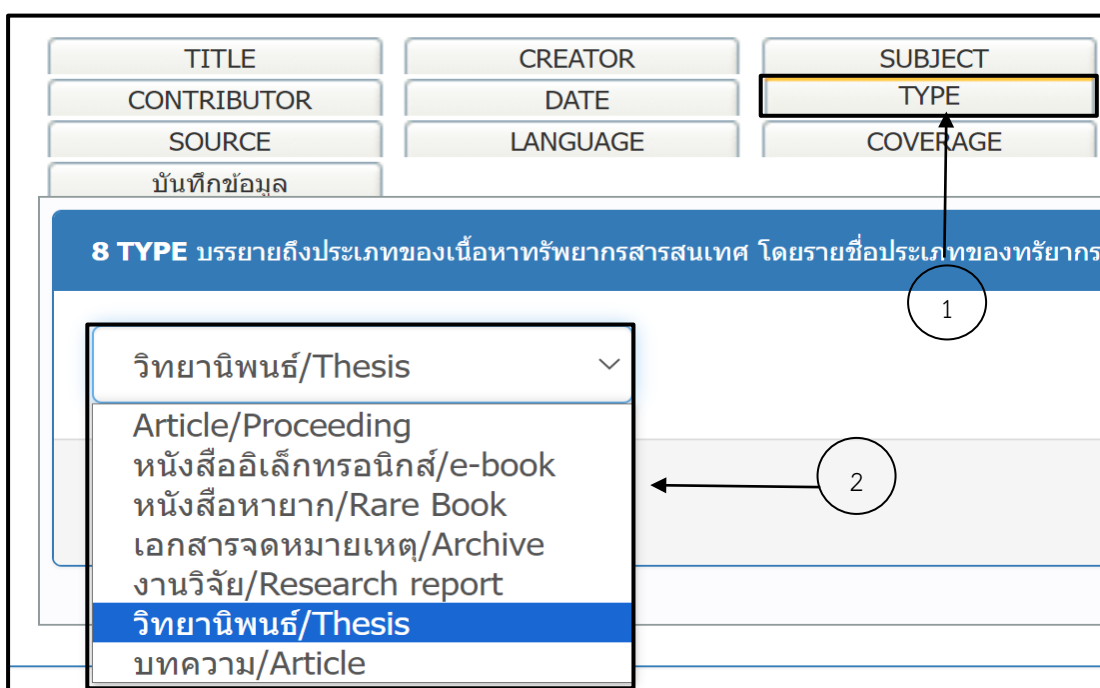 TITLE CREATOR SUBJECT
CONTRIBUTOR DATE TYPE
SOURCE LANGUAGE COVERAGE
บันทึกข้อมูล
8 TYPE บรรยายถึงประเภทของเนื้อหาทรัพยากรสารสนเทศ โดยรายชื่อประเภทของทรัยากร
1
วิทยานิพนธ์/Thesis
Article/Proceeding
หนังสืออิเล็กทรอนิกส์/e-book
หนังสือหายาก/Rare Book
2
เอกสารจดหมายเหตุ/Archive
งานวิจัย/Research report
วิทยานิพนธ์/Thesis
บทความ/Article